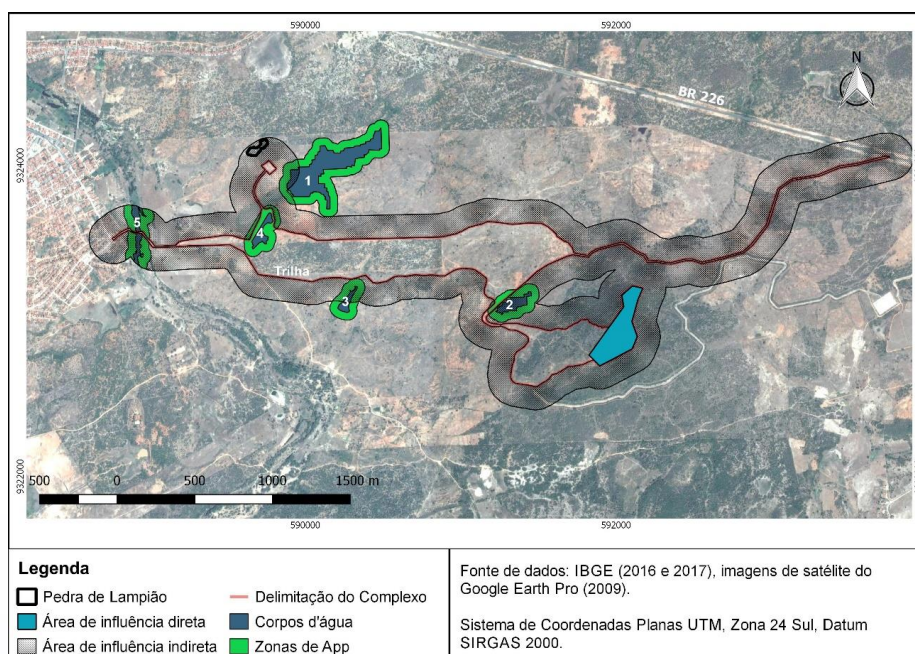 590000
592000
BR 226
9324000
1
5
4
Trilha
3
2
9322000
500
0
500
1000
1500 m
590000
592000
Legenda
Pedra de Lampião
Área de influência direta
Área de influência indireta
Delimitação do Complexo
Corpos d'água
Zonas de App
Fonte de dados: IBGE (2016 e 2017), imagens de satélite do
Google Earth Pro (2009).
Sistema de Coordenadas Planas UTM, Zona 24 Sul, Datum
SIRGAS 2000.